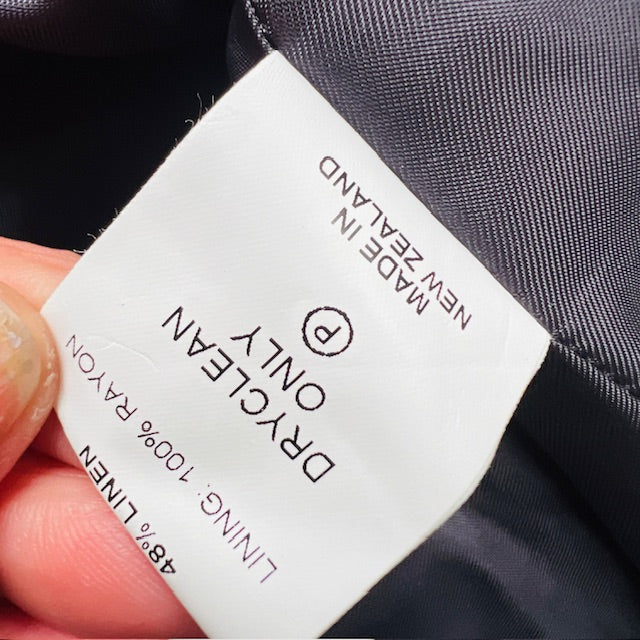 48% LINEN
LINING: 100% RAYON
DRYCLEAN
ONLY
P
MADE IN
NEW ZEALAND